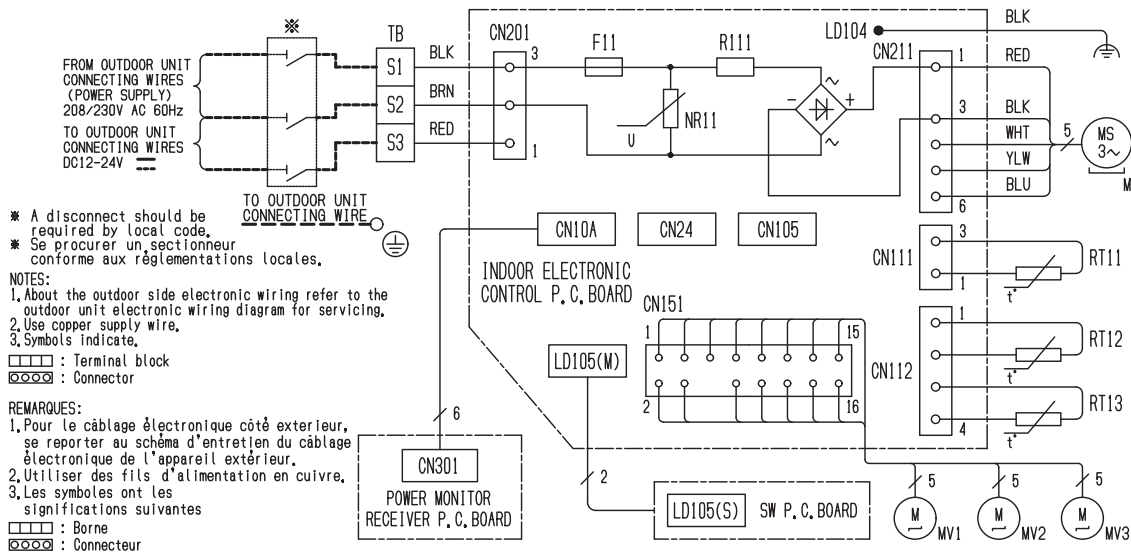 ※
TB
CN201
LD104
BLK
FROM OUTDOOR UNIT
CONNECTING WIRES
(POWER SUPPLY)
208/230V AC 60Hz
TO OUTDOOR UNIT
CONNECTING WIRES
DC12-24V
S1
S2
S3
BLK
BRN
RED
3
1
F11
R111
NR11
U
~
~
-
+
CN211
1
3
6
RED
BLK
WHT
YLW
BLU
5
MS
3~
M
TO OUTDOOR UNIT
CONNECTING WIRE
※ A disconnect should be
required by local code.
※ Se procurer un sectionneur
conforme aux réglementations locales.
NOTES:
1. About the outdoor side electronic wiring refer to the
outdoor unit electronic wiring diagram for servicing.
2. Use copper supply wire.
3. Symbols indicate.
: Terminal block
: Connector
REMARQUES:
1. Pour le câblage électronique côté exterieur,
se reporter au schéma d'entretien du câblage
électronique de l'appareil extérieur.
2. Utiliser des fils d'alimentation en cuivre.
3. Les symboles ont les
significations suivantes
: Borne
: Connecteur
CN10A
CN24
CN105
INDOOR ELECTRONIC
CONTROL P.C.BOARD
CN151
1
15
2
16
LD105(M)
CN111
3
1
RT11
t°
CN112
1
4
RT12
t°
RT13
t°
6
CN301
POWER MONITOR
RECEIVER P.C.BOARD
2
LD105(S)
SW P.C.BOARD
5
5
5
M
~
MV1
M
~
MV2
M
~
MV3